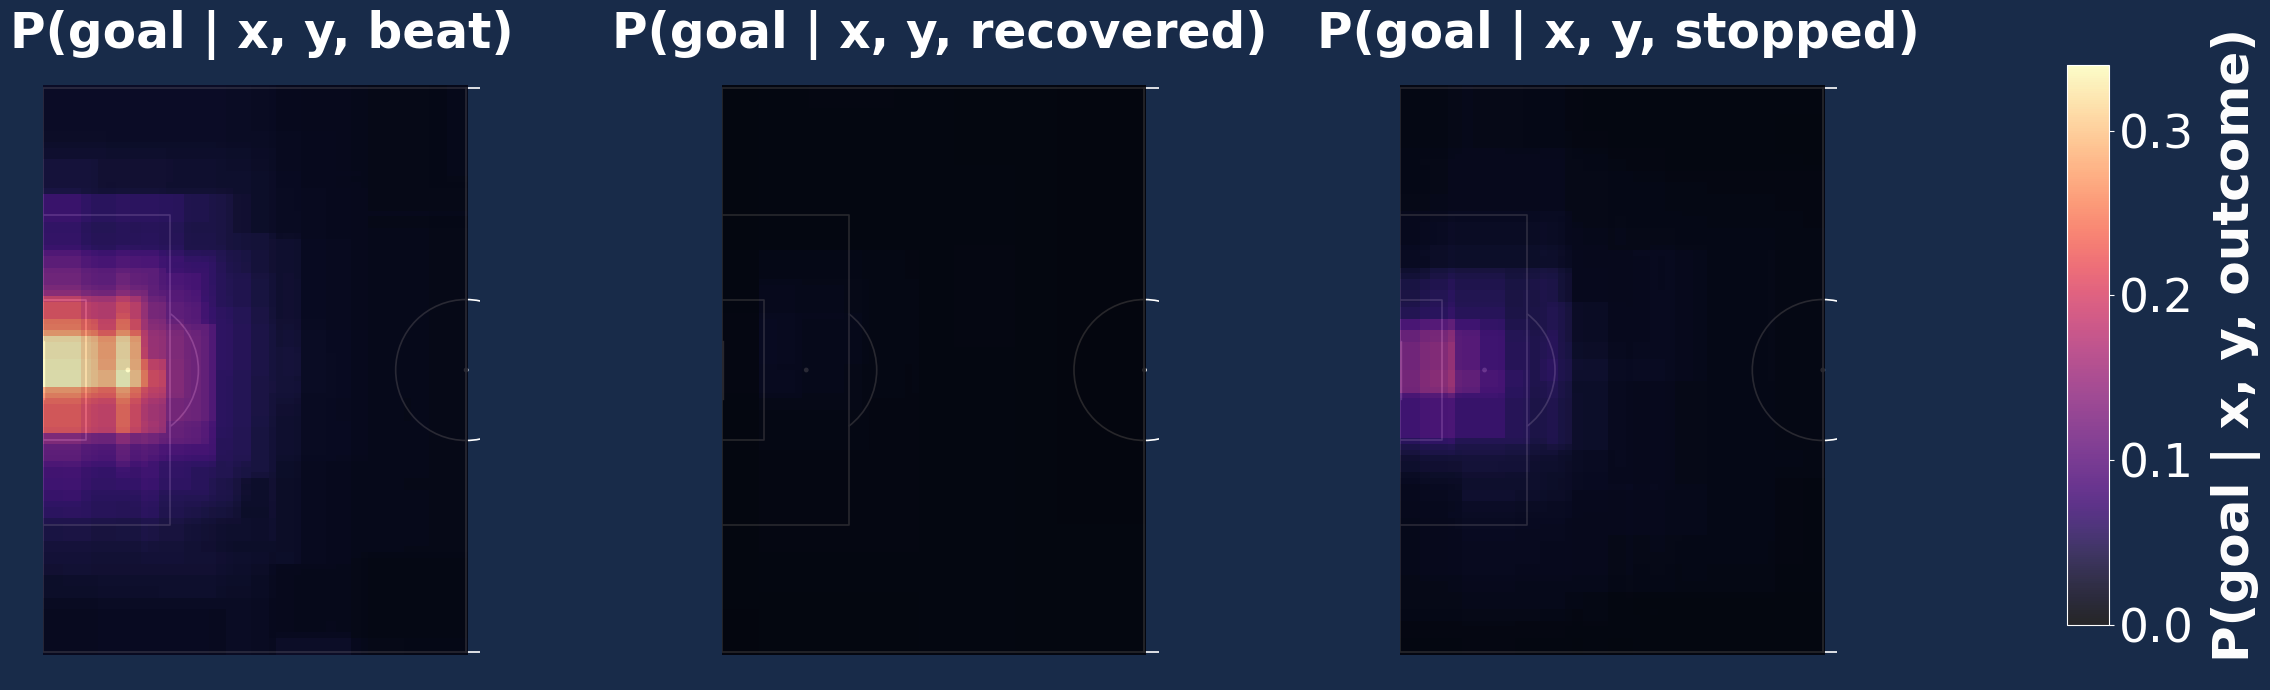 P(goal | x, y, beat)
P(goal | x, y, recovered)
P(goal | x, y, stopped)
0.3
0.2
0.1
0.0
P(goal | x, y, outcome)